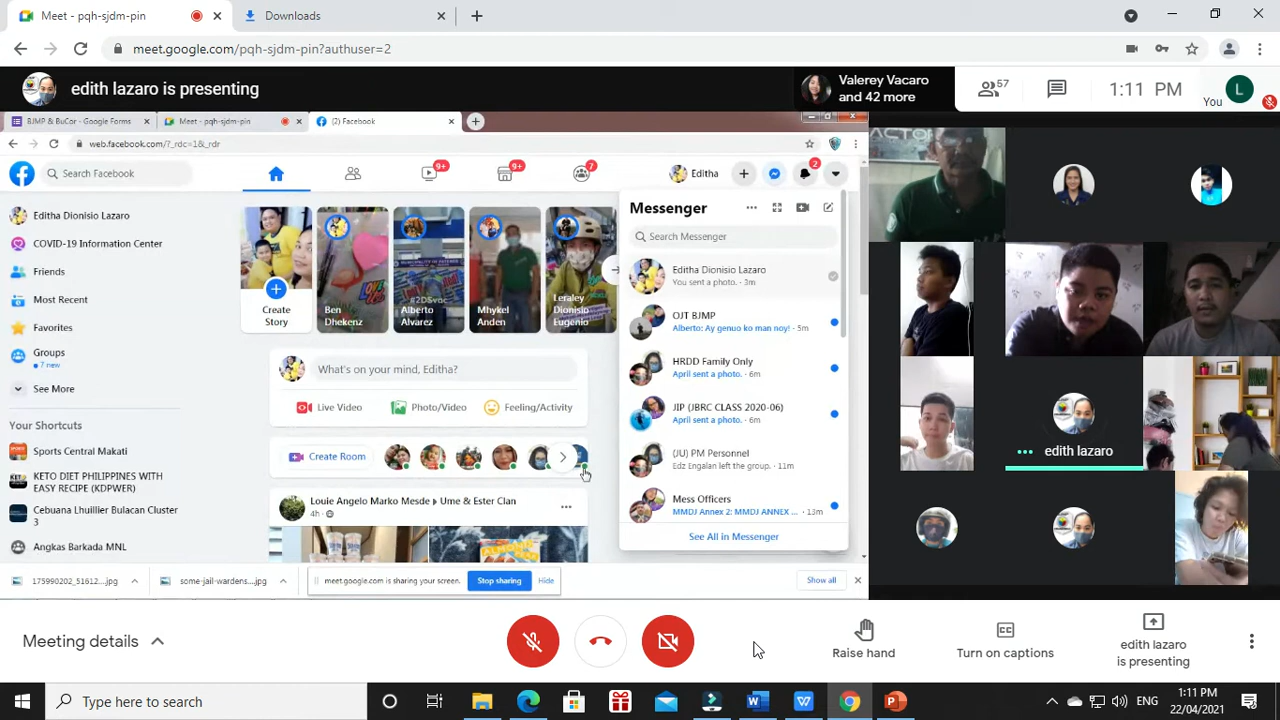 Meet - pqh-sjdm-pin
Downloads
meet.google.com/pqh-sjdm-pin?authuser=2
edith lazaro is presenting
Valerey Vacaro
and 42 more
57
1:11 PM
You
L
BJMP & BuCor - Google Forms
Meet - pqh-sjdm-pin
(2) Facebook
web.facebook.com/?_rdc=1&_rdr
Search Facebook
9+
9+
7
Editha
2
Editha Dionisio Lazaro
COVID-19 Information Center
Friends
Most Recent
Favorites
Groups
7 new
See More
Your Shortcuts
Sports Central Makati
KETO DIET PHILIPPINES WITH
EASY RECIPE (KDPWER)
Cebuana Lhuillier Bulacan Cluster
3
Angkas Barkada MNL
Create
Story
Ben
Dhekenz
Alberto
Alvarez
Mhykel
Anden
Leraley
Dionisio
Eugenio
What's on your mind, Editha?
Live Video
Photo/Video
Feeling/Activity
Create Room
Louie Angelo Marko Mesde ▸ Ume & Ester Clan
4h
Messenger
Search Messenger
Editha Dionisio Lazaro
You sent a photo. · 3m
OJT BJMP
Alberto: Ay genuo ko man noy! · 5m
HRDD Family Only
April sent a photo. · 6m
JIP (JBRC CLASS 2020-06)
April sent a photo. · 6m
(JU) PM Personnel
Edz Engalan left the group. · 11m
Mess Officers
MMDJ Annex 2: MMDJ ANNEX ... · 13m
See All in Messenger
175990202_51612....jpg
some-jail-wardens....jpg
meet.google.com is sharing your screen.
Stop sharing
Hide
Show all
edith lazaro
Meeting details
Raise hand
Turn on captions
edith lazaro
is presenting
Type here to search
ENG
1:11 PM
22/04/2021